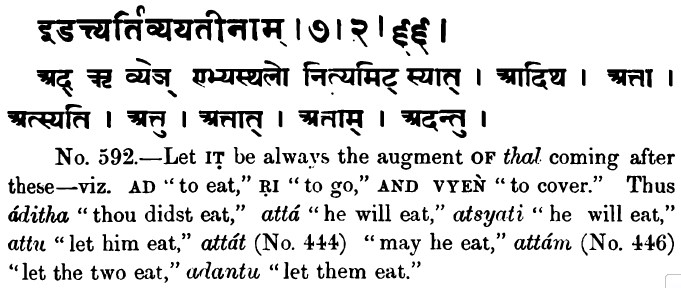 इडत्त्यर्तिव्ययतीनाम् । ७ । २ । ६६ ।
अद् ऋ व्येञ् एभ्यस्थलो नित्यमिट् स्यात् । आदिथ । अत्ता ।
अत्स्यति । अत्तु । अत्तात् । अत्ताम् । अदन्तु ।
No. 592.—Let IṬ be always the augment OF thal coming after
these—viz. AD “to eat,” ṚI “to go,” AND VYEǸ “to cover.” Thus
áditha “thou didst eat,” attá “he will eat,” atsyati “he will eat,”
attu “let him eat,” attát (No. 444) “may he eat,” attám (No. 446)
“let the two eat,” adantu “let them eat.”